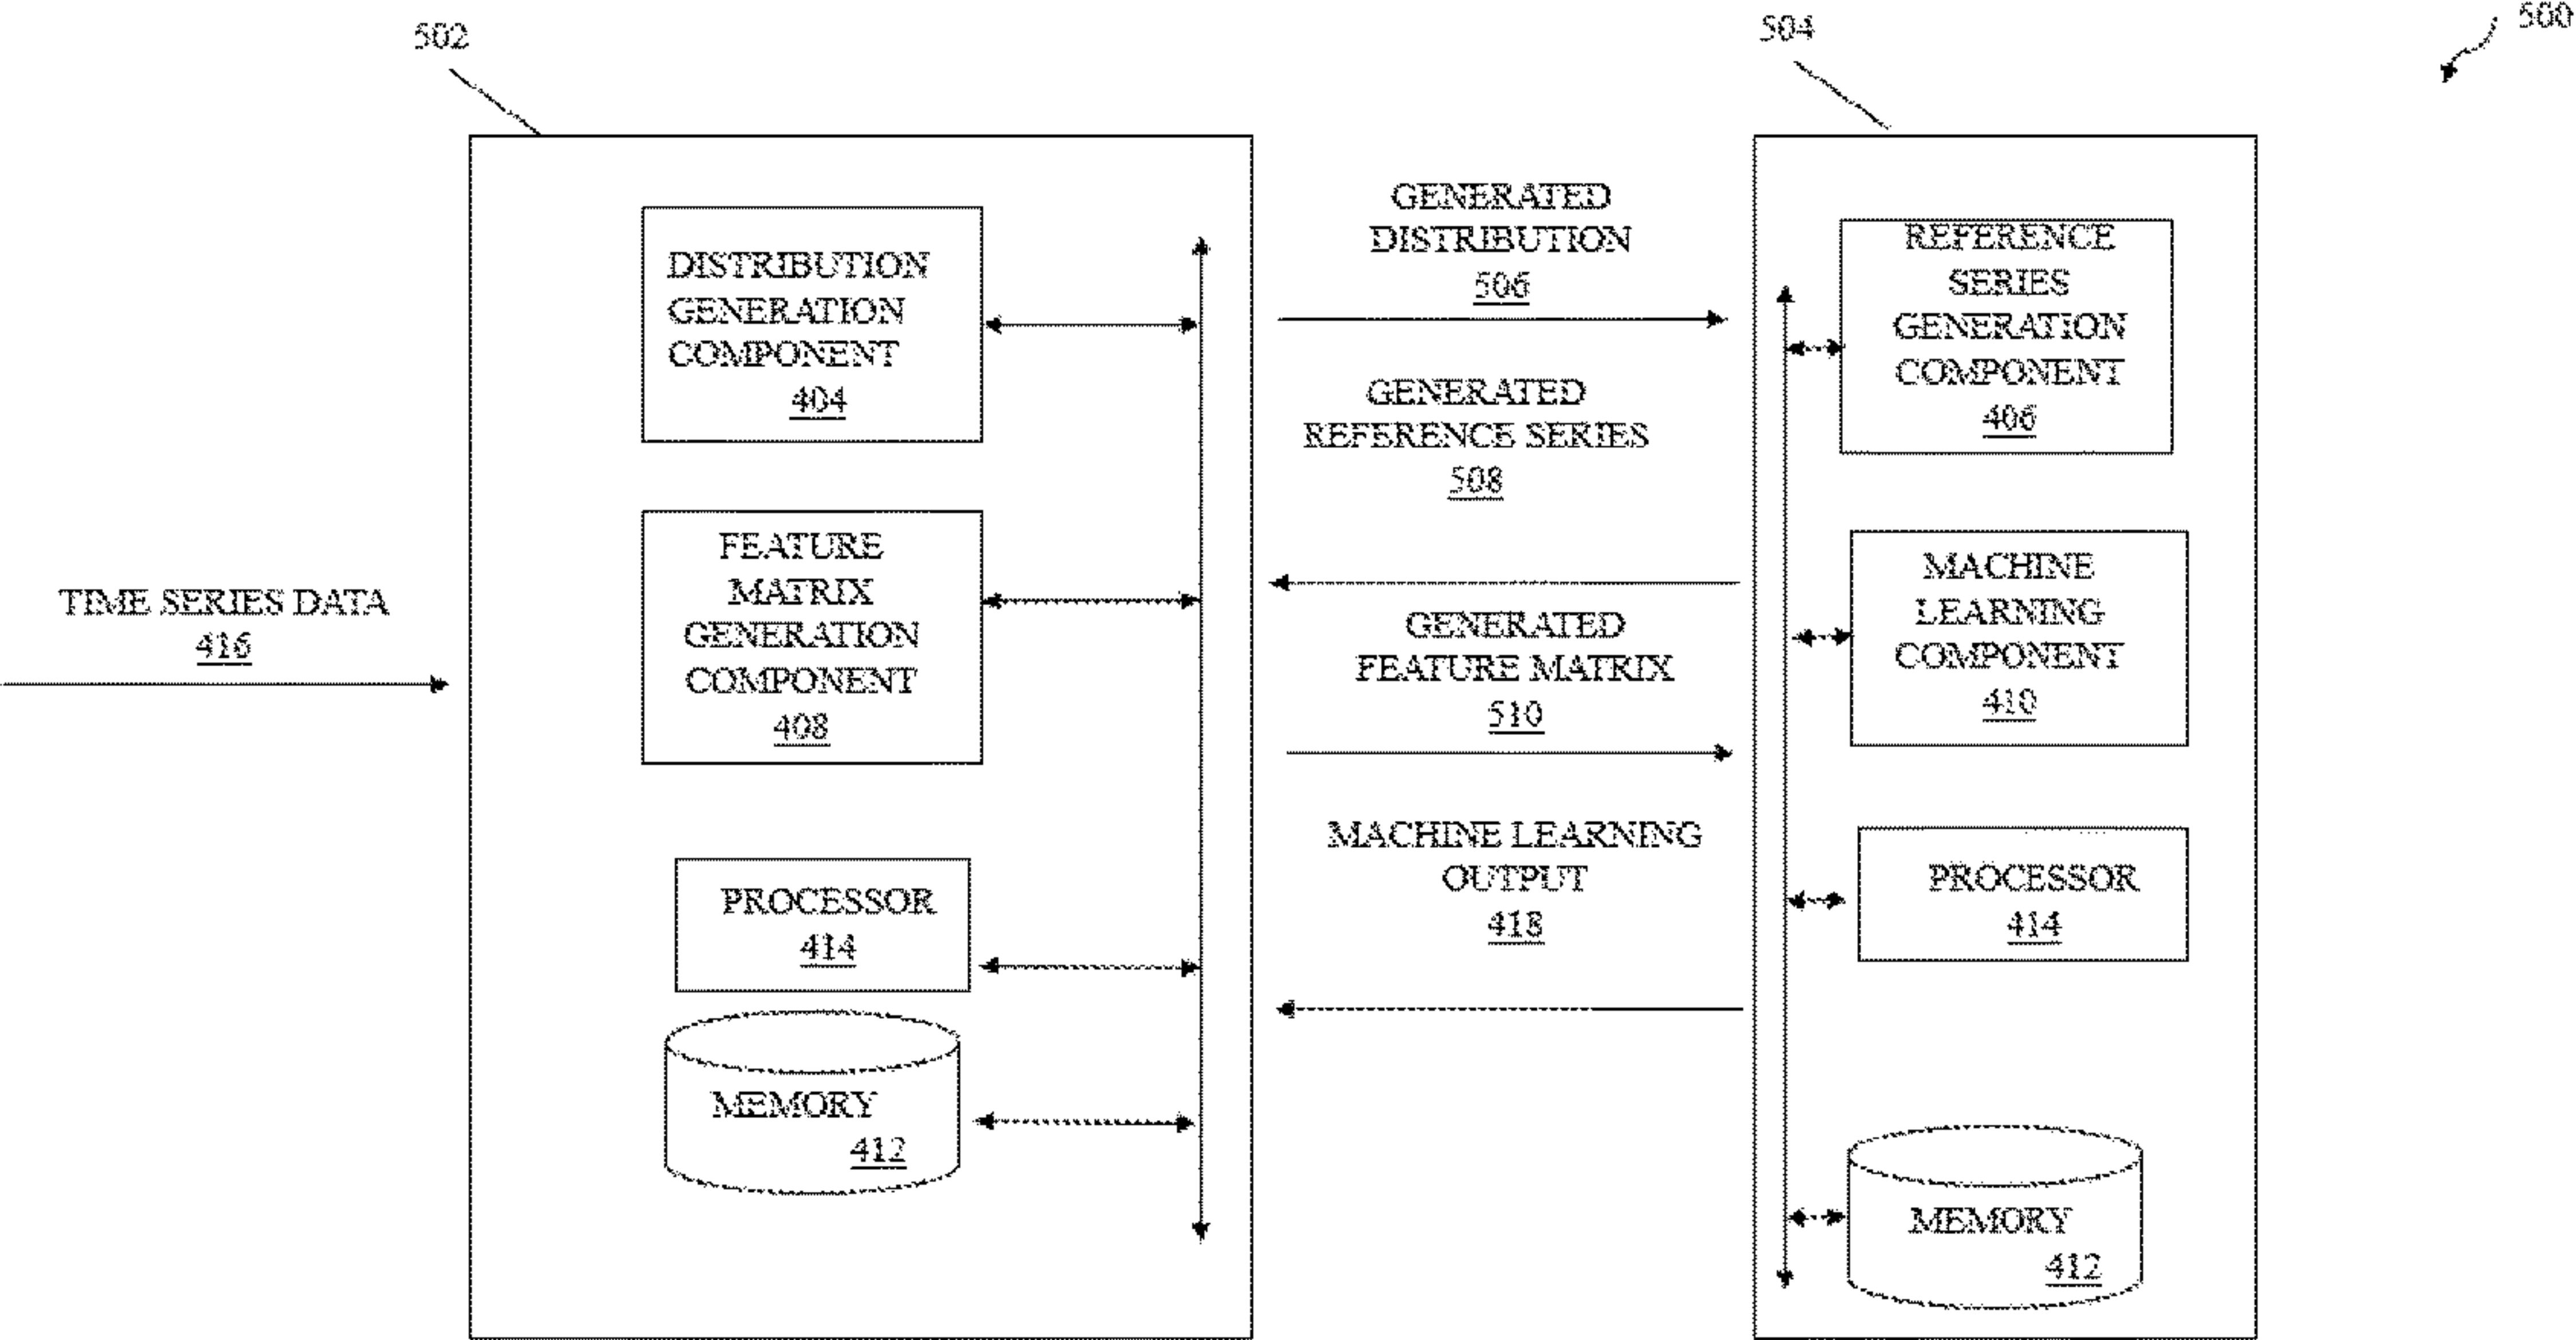 502
504
500
DISTRIBUTION
GENERATION
COMPONENT
404
FEATURE
MATRIX
GENERATION
COMPONENT
408
PROCESSOR
414
MEMORY
412
TIME SERIES DATA
416
GENERATED
DISTRIBUTION
506
GENERATED
REFERENCE SERIES
508
GENERATED
FEATURE MATRIX
510
MACHINE LEARNING
OUTPUT
418
REFERENCE
SERIES
GENERATION
COMPONENT
406
MACHINE
LEARNING
COMPONENT
410
PROCESSOR
414
MEMORY
412